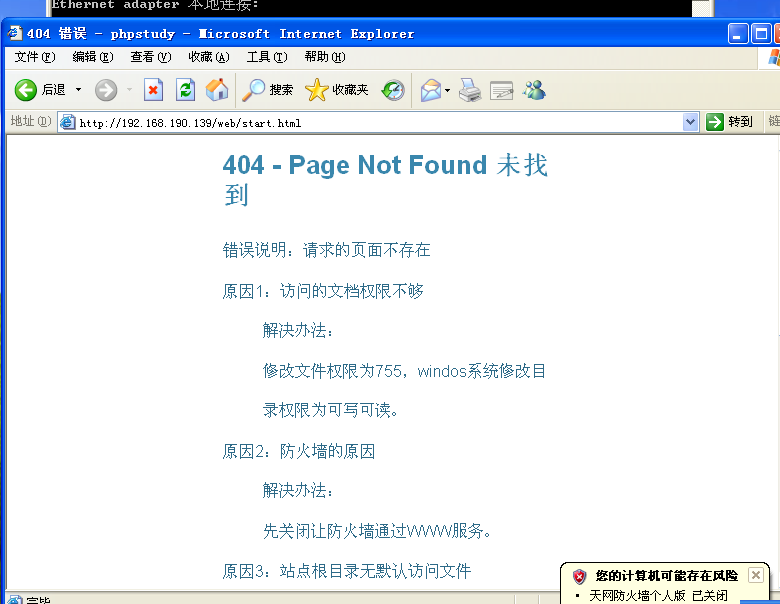 Ethernet adapter 本地连接:
404 错误 - phpstudy - Microsoft Internet Explorer
文件(F) 编辑(E) 查看(V) 收藏(A) 工具(T) 帮助(H)
后退 搜索 收藏夹
地址(D) http://192.168.190.139/web/start.html 转到 链
404 - Page Not Found 未找
到
错误说明：请求的页面不存在
原因1：访问的文档权限不够
解决办法：
修改文件权限为755，windos系统修改目
录权限为可写可读。
原因2：防火墙的原因
解决办法：
先关闭让防火墙通过WWW服务。
原因3：站点根目录无默认访问文件
您的计算机可能存在风险
• 天网防火墙个人版 已关闭
完毕